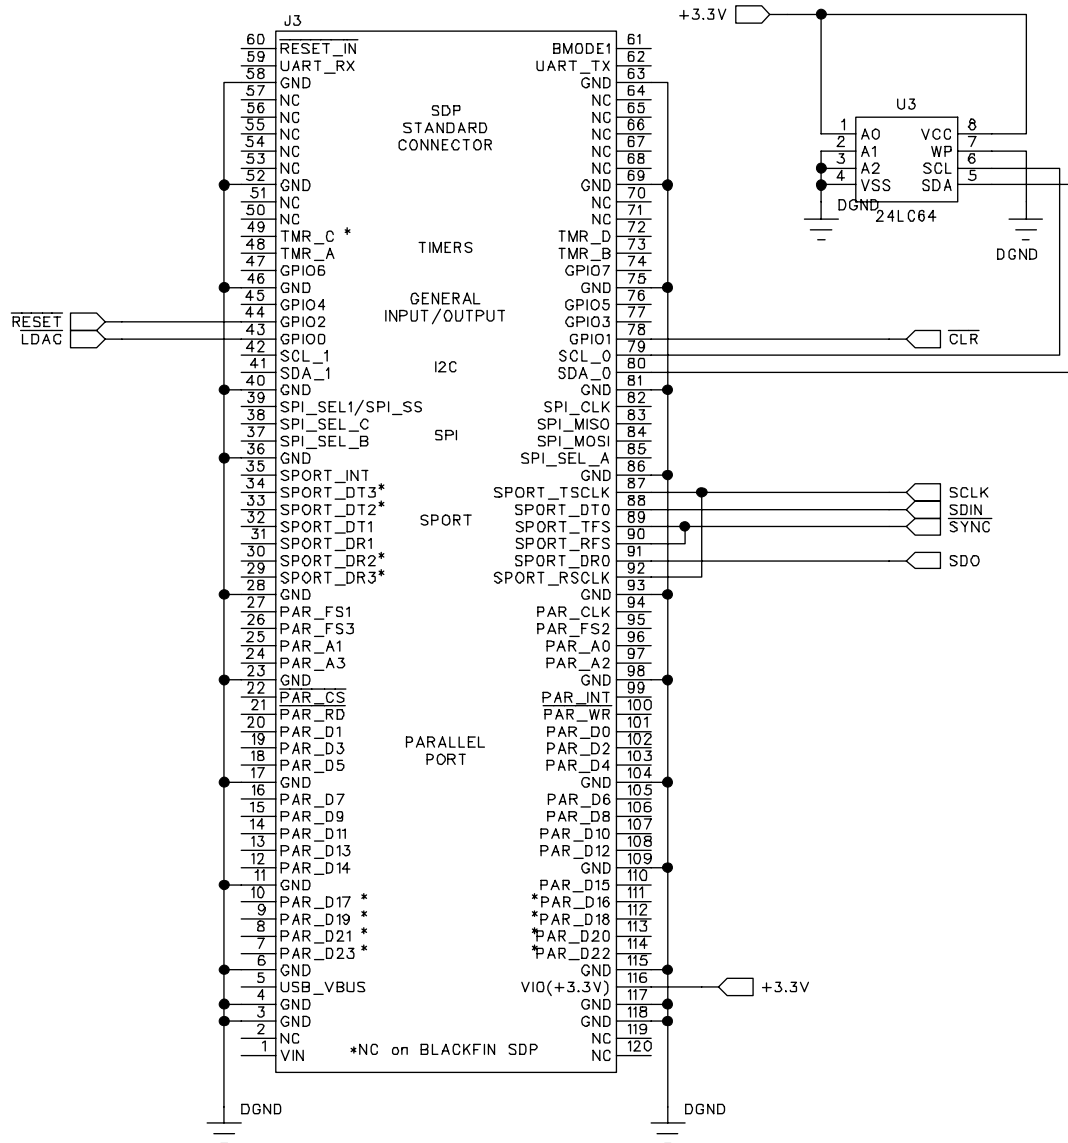 J3
60 RESET_IN BMODE1 61
59 UART_RX UART_TX 62
58 GND GND 63
57 NC NC 64
56 NC SDP NC 65
55 NC STANDARD NC 66
54 NC CONNECTOR NC 67
53 NC NC 68
52 GND GND 69
51 NC NC 70
50 NC NC 71
49 TMR_C * TMR_D 72
48 TMR_A TIMERS TMR_B 73
47 GPIO6 GPIO7 74
46 GND GND 75
45 GPIO4 GENERAL GPIO5 76
RESET 44 GPIO2 INPUT/OUTPUT GPIO3 77
LDAC 43 GPIO0 GPIO1 78 CLR
42 SCL_1 SCL_0 79
41 SDA_1 I2C SDA_0 80
40 GND GND 81
39 SPI_SEL1/SPI_SS SPI_CLK 82
38 SPI_SEL_C SPI_MISO 83
37 SPI_SEL_B SPI SPI_MOSI 84
36 GND SPI_SEL_A 85
35 SPORT_INT GND 86
34 SPORT_DT3* SPORT_TSCLK 87 SCLK
33 SPORT_DT2* SPORT_DT0 88 SDIN
32 SPORT_DT1 SPORT SPORT_TFS 89 SYNC
31 SPORT_DR1 SPORT_RFS 90
30 SPORT_DR2* SPORT_DR0 91 SDO
29 SPORT_DR3* SPORT_RSCLK 92
28 GND GND 93
27 PAR_FS1 PAR_CLK 94
26 PAR_FS3 PAR_FS2 95
25 PAR_A1 PAR_A0 96
24 PAR_A3 PAR_A2 97
23 GND GND 98
22 PAR_CS PAR_INT 99
21 PAR_RD PAR_WR 100
20 PAR_D1 PAR_D0 101
19 PAR_D3 PARALLEL PAR_D2 102
18 PAR_D5 PORT PAR_D4 103
17 GND GND 104
16 PAR_D7 PAR_D6 105
15 PAR_D9 PAR_D8 106
14 PAR_D11 PAR_D10 107
13 PAR_D13 PAR_D12 108
12 PAR_D14 GND 109
11 GND PAR_D15 110
10 PAR_D17 * *PAR_D16 111
9 PAR_D19 * *PAR_D18 112
8 PAR_D21 * *PAR_D20 113
7 PAR_D23 * *PAR_D22 114
6 GND GND 115
5 USB_VBUS VIO(+3.3V) 116 +3.3V
4 GND GND 117
3 GND GND 118
2 NC NC 119
1 VIN *NC on BLACKFIN SDP NC 120
DGND DGND
+3.3V
U3
1 A0 VCC 8
2 A1 WP 7
3 A2 SCL 6
4 VSS SDA 5
DGND 24LC64
DGND